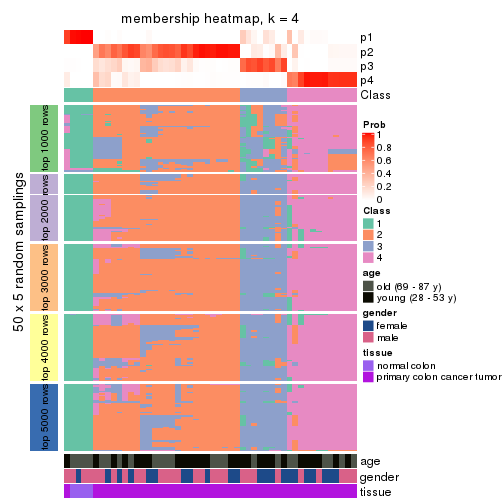 membership heatmap, k = 4
p1
p2
p3
p4
Class
50 x 5 random samplings
top 1000 rows
top 2000 rows
top 3000 rows
top 4000 rows
top 5000 rows
Prob
1
0.8
0.6
0.4
0.2
0
Class
1
2
3
4
age
old (69 - 87 y)
young (28 - 53 y)
gender
female
male
tissue
normal colon
primary colon cancer tumor
age
gender
tissue